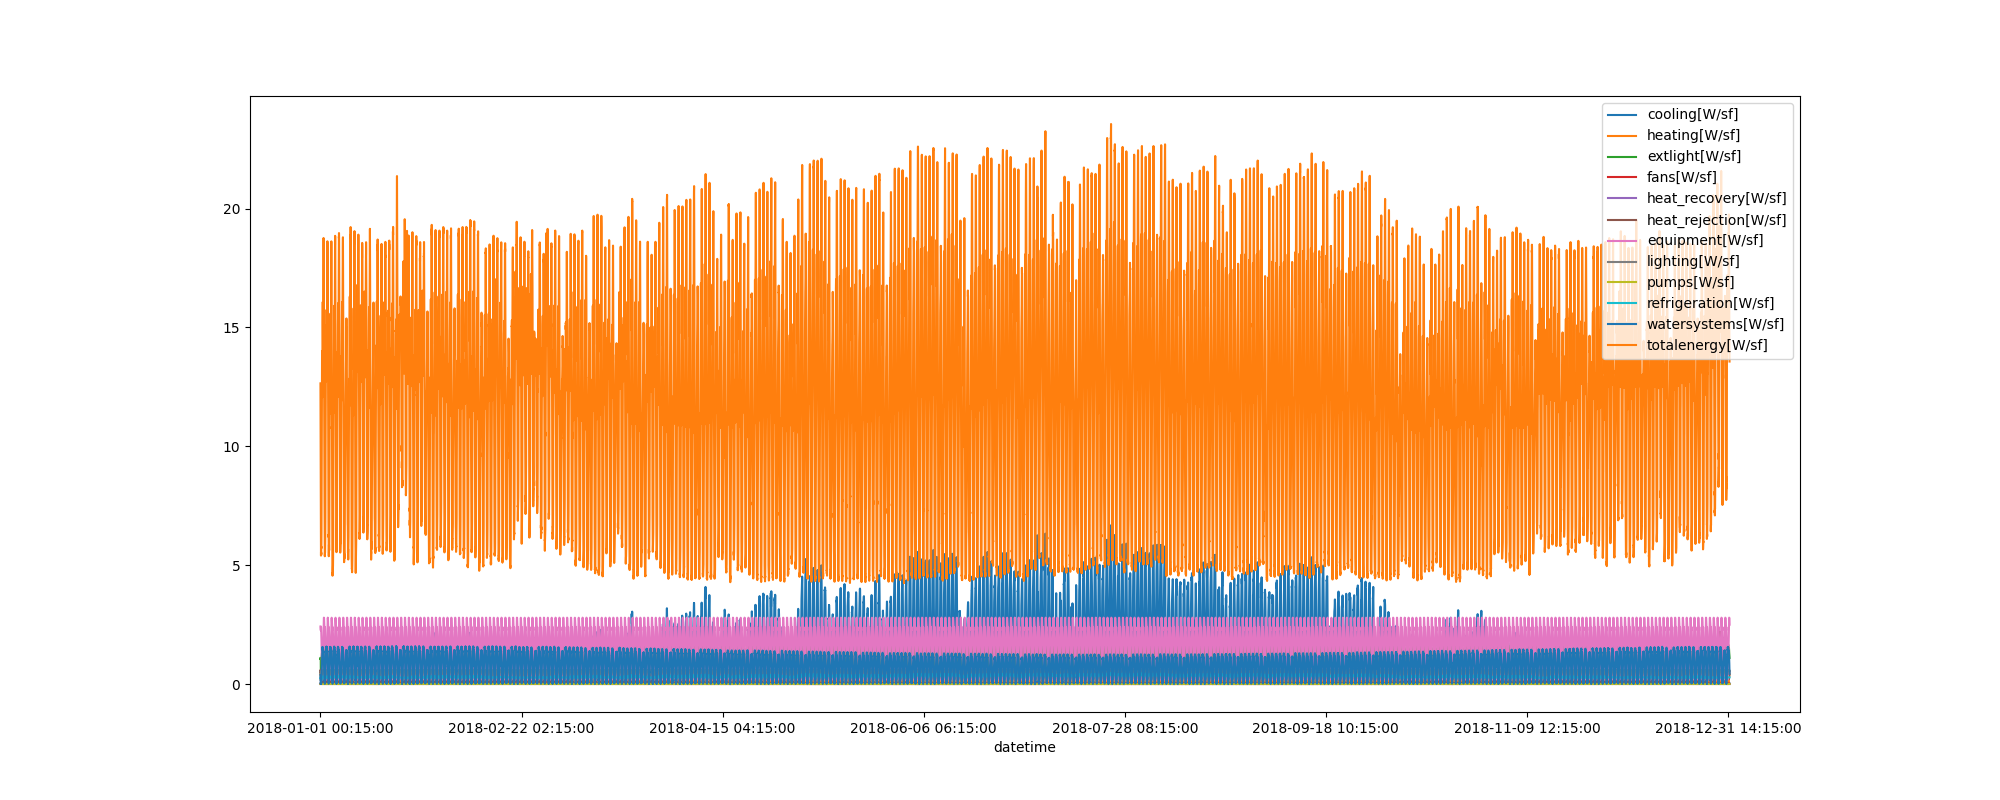 cooling[W/sf]
heating[W/sf]
extlight[W/sf]
fans[W/sf]
heat_recovery[W/sf]
heat_rejection[W/sf]
equipment[W/sf]
lighting[W/sf]
pumps[W/sf]
refrigeration[W/sf]
watersystems[W/sf]
totalenergy[W/sf]
20
15
10
5
0
2018-01-01 00:15:00 2018-02-22 02:15:00 2018-04-15 04:15:00 2018-06-06 06:15:00 2018-07-28 08:15:00 2018-09-18 10:15:00 2018-11-09 12:15:00 2018-12-31 14:15:00
datetime